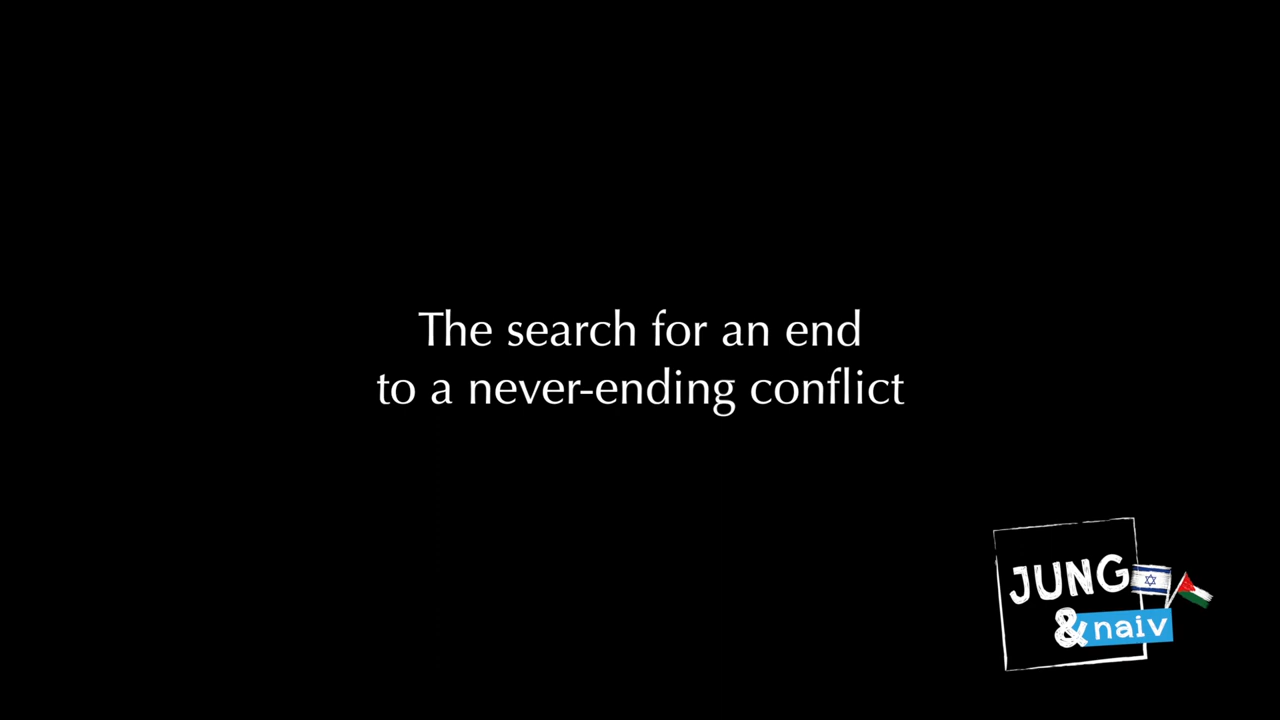 The search for an end
to a never-ending conflict
JUNG
& naiv